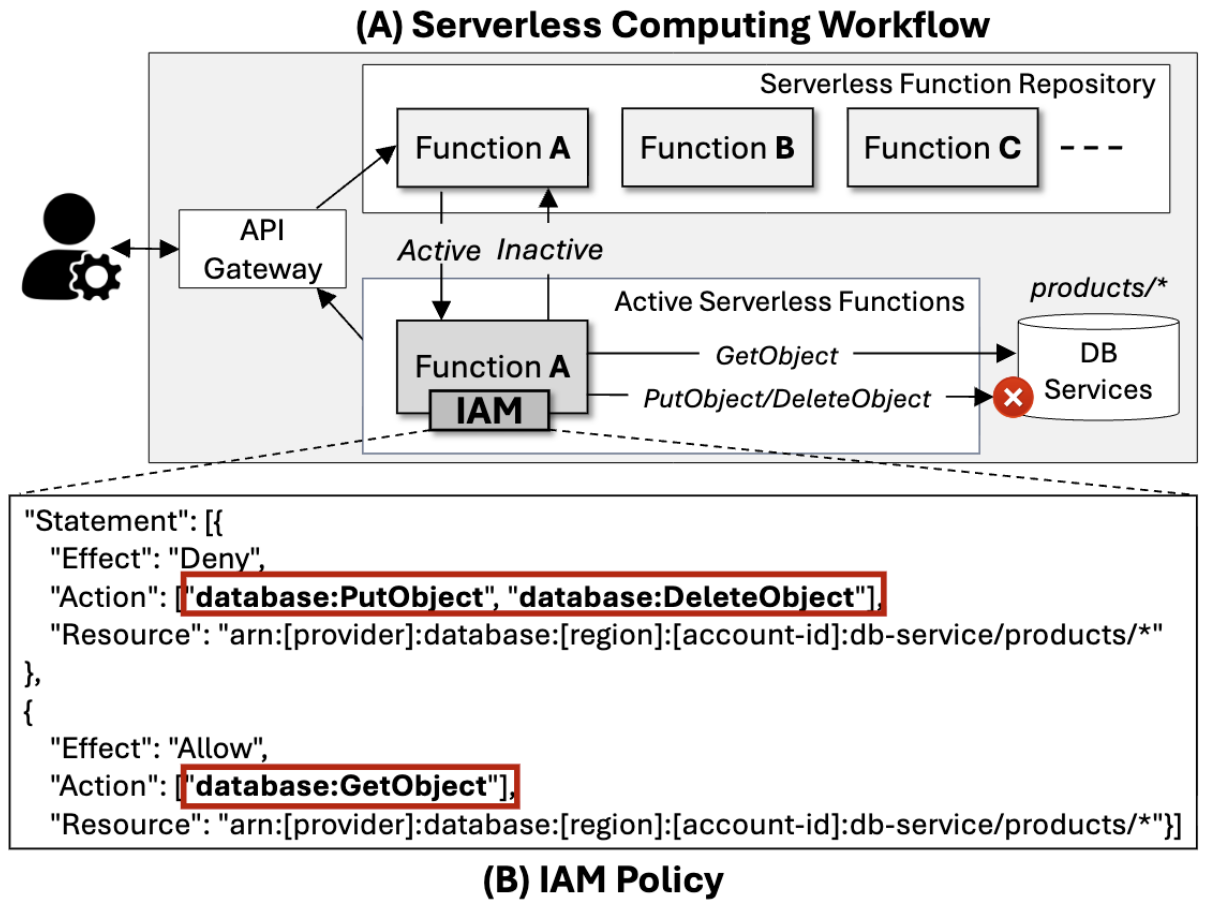 (A) Serverless Computing Workflow
Serverless Function Repository
Function A
Function B
Function C
---
API
Gateway
Active
Inactive
Active Serverless Functions
products/*
Function A
IAM
GetObject
PutObject/DeleteObject
DB
Services
"Statement": [{
"Effect": "Deny",
"Action": ["database:PutObject", "database:DeleteObject"],
"Resource": "arn:[provider]:database:[region]:[account-id]:db-service/products/*"
},
{
"Effect": "Allow",
"Action": ["database:GetObject"],
"Resource": "arn:[provider]:database:[region]:[account-id]:db-service/products/*"}]
(B) IAM Policy